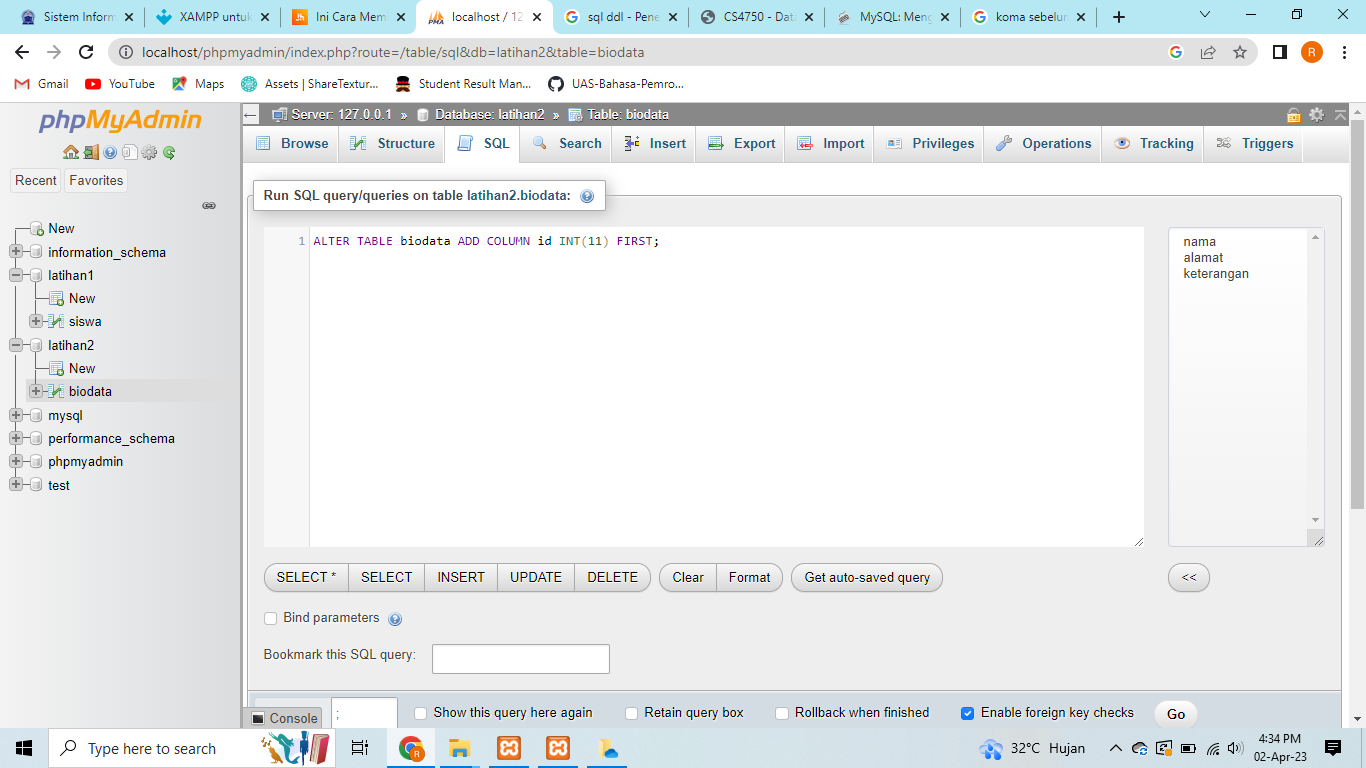 Sistem Inform
XAMPP untuk
Ini Cara Mem
localhost / 12
sql ddl - Pene
CS4750 - Dat
MySQL: Meng
koma sebelur
localhost/phpmyadmin/index.php?route=/table/sql&db=latihan2&table=biodata
R
Gmail
YouTube
Maps
Assets | ShareTextur...
Student Result Man...
UAS-Bahasa-Pemro...
phpMyAdmin
Recent
Favorites
New
information_schema
latihan1
New
siswa
latihan2
New
biodata
mysql
performance_schema
phpmyadmin
test
Server: 127.0.0.1 » Database: latihan2 » Table: biodata
Browse
Structure
SQL
Search
Insert
Export
Import
Privileges
Operations
Tracking
Triggers
Run SQL query/queries on table latihan2.biodata:
1 ALTER TABLE biodata ADD COLUMN id INT(11) FIRST;
nama
alamat
keterangan
SELECT *
SELECT
INSERT
UPDATE
DELETE
Clear
Format
Get auto-saved query
<<
Bind parameters
Bookmark this SQL query:
Console
;
Show this query here again
Retain query box
Rollback when finished
Enable foreign key checks
Go
Type here to search
32°C Hujan
4:34 PM
02-Apr-23